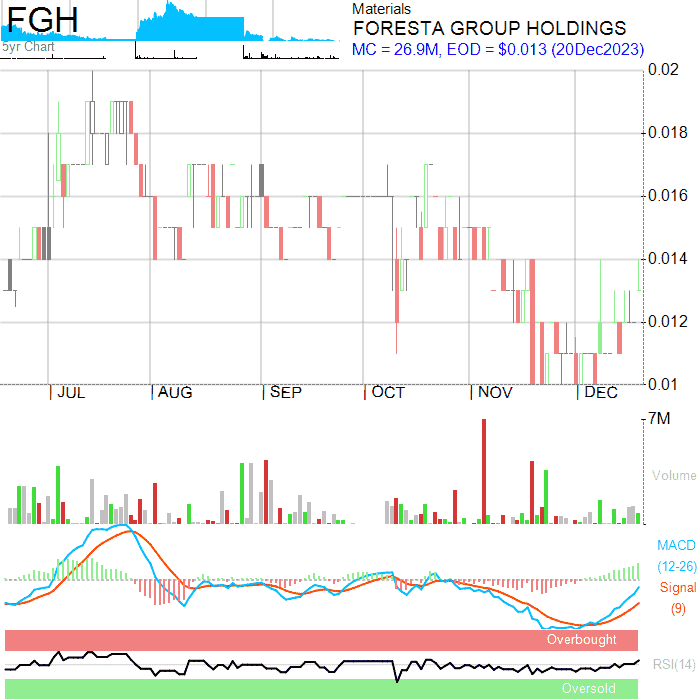 FGH
5yr Chart
Materials
FORESTA GROUP HOLDINGS
MC = 26.9M, EOD = $0.013 (20Dec2023)
0.02
0.018
0.016
0.014
0.012
0.01
JUL AUG SEP OCT NOV DEC
7M
Volume
MACD
(12-26)
Signal
(9)
Overbought
RSI(14)
Oversold